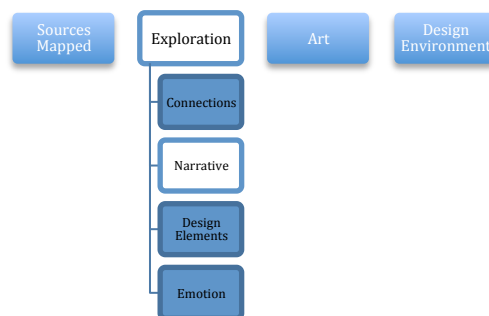 Sources
Mapped
Exploration
Art
Design
Environment
Connections
Narrative
Design
Elements
Emotion